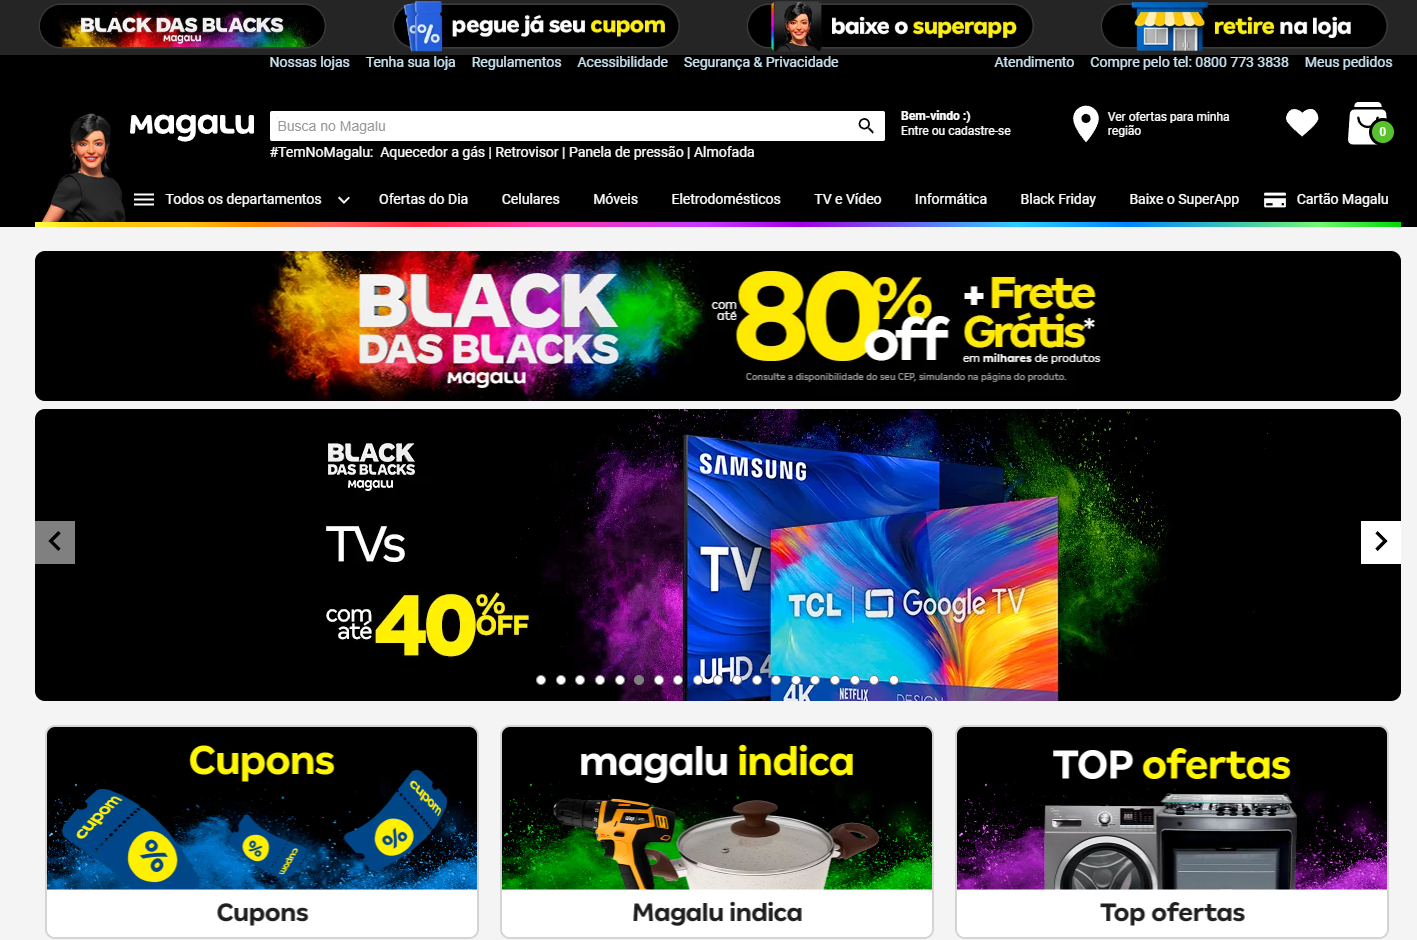 BLACK DAS BLACKS
Magalu
%
pegue já seu cupom
baixe o superapp
retire na loja
Nossas lojas Tenha sua loja Regulamentos Acessibilidade Segurança & Privacidade Atendimento Compre pelo tel: 0800 773 3838 Meus pedidos
Magalu
Busca no Magalu
Bem-vindo :)
Entre ou cadastre-se
Ver ofertas para minha
região
0
#TemNoMagalu: Aquecedor a gás | Retrovisor | Panela de pressão | Almofada
Todos os departamentos Ofertas do Dia Celulares Móveis Eletrodomésticos TV e Vídeo Informática Black Friday Baixe o SuperApp Cartão Magalu
BLACK
DAS BLACKS
Magalu
com
até
80%
off
+ Frete
Grátis*
em milhares de produtos
Consulte a disponibilidade do seu CEP, simulando na página do produto.
BLACK
DAS BLACKS
Magalu
TVs
com
até
40%
OFF
SAMSUNG
TV
UHD 4
TCL | Google TV
4K
NETFLIX
DESIGN
Cupons
cupom
%
%
cupom
%
cupom
Cupons
magalu indica
Magalu indica
TOP ofertas
Top ofertas